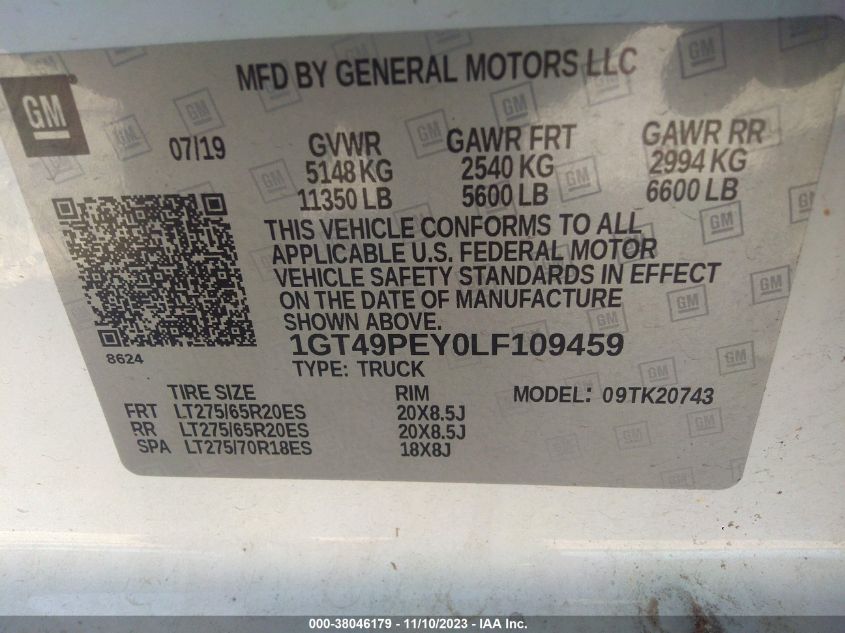 MFD BY GENERAL MOTORS LLC
GM
07/19 GVWR GAWR FRT GAWR RR
5148 KG 2540 KG 2994 KG
11350 LB 5600 LB 6600 LB
THIS VEHICLE CONFORMS TO ALL
APPLICABLE U.S. FEDERAL MOTOR
VEHICLE SAFETY STANDARDS IN EFFECT
ON THE DATE OF MANUFACTURE
SHOWN ABOVE.
8624
1GT49PEY0LF109459
TYPE: TRUCK
TIRE SIZE RIM MODEL: 09TK20743
FRT LT275/65R20ES 20X8.5J
RR LT275/65R20ES 20X8.5J
SPA LT275/70R18ES 18X8J
000-38046179 - 11/10/2023 - IAA Inc.